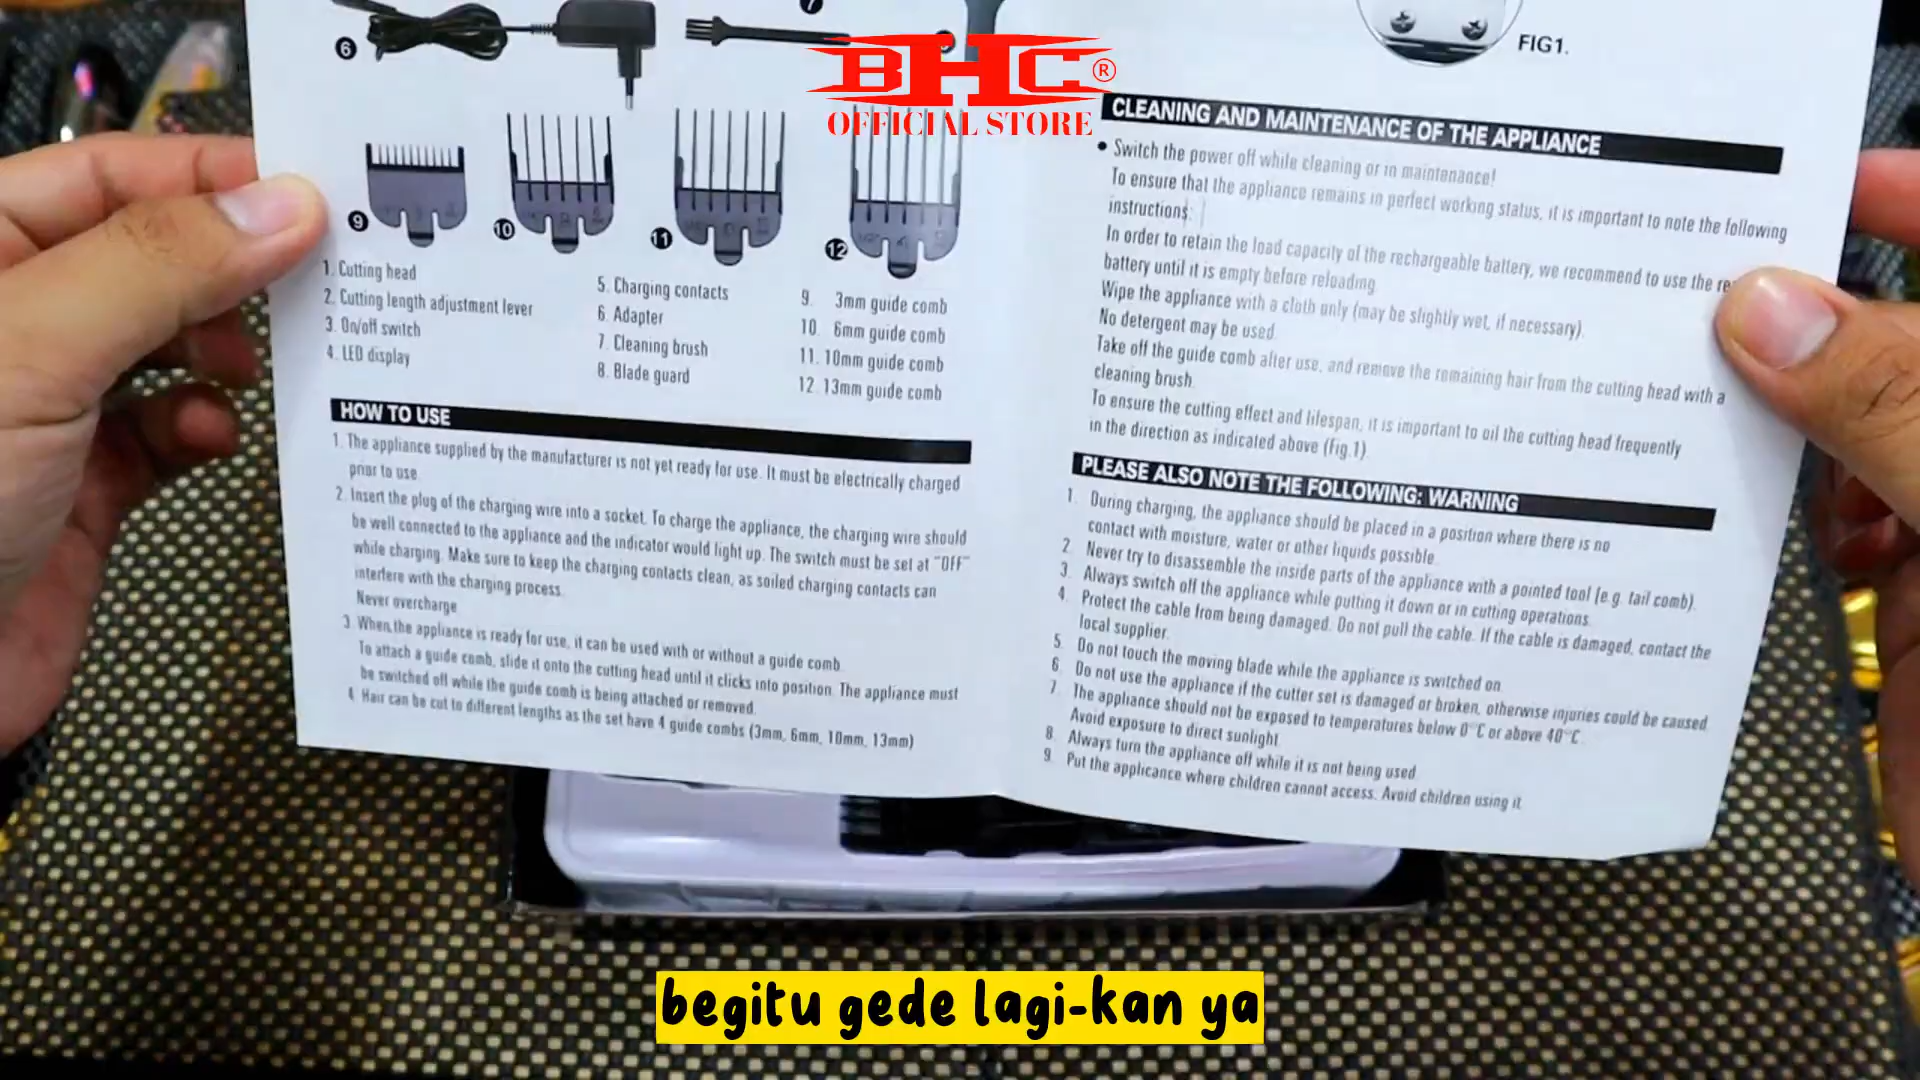 6
7
FIG1.
BHC®
OFFICIAL STORE
9
10
11
12
1. Cutting head
2. Cutting length adjustment lever
3. On/off switch
4. LED display
5. Charging contacts
6. Adapter
7. Cleaning brush
8. Blade guard
9. 3mm guide comb
10. 6mm guide comb
11. 10mm guide comb
12. 13mm guide comb
HOW TO USE
1. The appliance supplied by the manufacturer is not yet ready for use. It must be electrically charged
prior to use.
2. Insert the plug of the charging wire into a socket. To charge the appliance, the charging wire should
be well connected to the appliance and the indicator would light up. The switch must be set at "OFF"
while charging. Make sure to keep the charging contacts clean, as soiled charging contacts can
interfere with the charging process.
Never overcharge
3. When the appliance is ready for use, it can be used with or without a guide comb.
To attach a guide comb, slide it onto the cutting head until it clicks into position. The appliance must
be switched off while the guide comb is being attached or removed.
4. Hair can be cut to different lengths as the set have 4 guide combs (3mm, 6mm, 10mm, 13mm)
CLEANING AND MAINTENANCE OF THE APPLIANCE
• Switch the power off while cleaning or in maintenance!
To ensure that the appliance remains in perfect working status, it is important to note the following
instructions:
In order to retain the load capacity of the rechargeable battery, we recommend to use the re
battery until it is empty before reloading.
Wipe the appliance with a cloth only (may be slightly wet, if necessary).
No detergent may be used.
Take off the guide comb after use, and remove the remaining hair from the cutting head with a
cleaning brush.
To ensure the cutting effect and lifespan, it is important to oil the cutting head frequently
in the direction as indicated above (fig.1).
PLEASE ALSO NOTE THE FOLLOWING: WARNING
1. During charging, the appliance should be placed in a position where there is no
contact with moisture, water or other liquids possible.
2. Never try to disassemble the inside parts of the appliance with a pointed tool (e.g. tail comb).
3. Always switch off the appliance while putting it down or in cutting operations.
4. Protect the cable from being damaged. Do not pull the cable. If the cable is damaged, contact the
local supplier.
5. Do not touch the moving blade while the appliance is switched on.
6. Do not use the appliance if the cutter set is damaged or broken, otherwise injuries could be caused.
7. The appliance should not be exposed to temperatures below 0°C or above 40°C.
Avoid exposure to direct sunlight.
8. Always turn the appliance off while it is not being used.
9. Put the applicance where children cannot access. Avoid children using it.
begitu gede lagi-kan ya